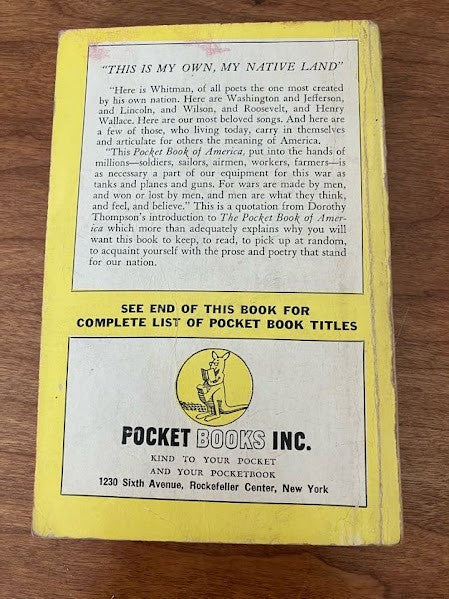 "THIS IS MY OWN, MY NATIVE LAND"
"Here is Whitman, of all poets the one most created
by his own nation. Here are Washington and Jefferson,
and Lincoln, and Wilson, and Roosevelt, and Henry
Wallace. Here are our most beloved songs. And here are
a few of those, who living today, carry in themselves
and articulate for others the meaning of America.
"This Pocket Book of America, put into the hands of
millions—soldiers, sailors, airmen, workers, farmers—is
as necessary a part of our equipment for this war as
tanks and planes and guns. For wars are made by men,
and won or lost by men, and men are what they think,
and feel, and believe." This is a quotation from Dorothy
Thompson's introduction to The Pocket Book of Amer-
ica which more than adequately explains why you will
want this book to keep, to read, to pick up at random,
to acquaint yourself with the prose and poetry that stand
for our nation.
SEE END OF THIS BOOK FOR
COMPLETE LIST OF POCKET BOOK TITLES
POCKET BOOKS INC.
KIND TO YOUR POCKET
AND YOUR POCKETBOOK
1230 Sixth Avenue, Rockefeller Center, New York